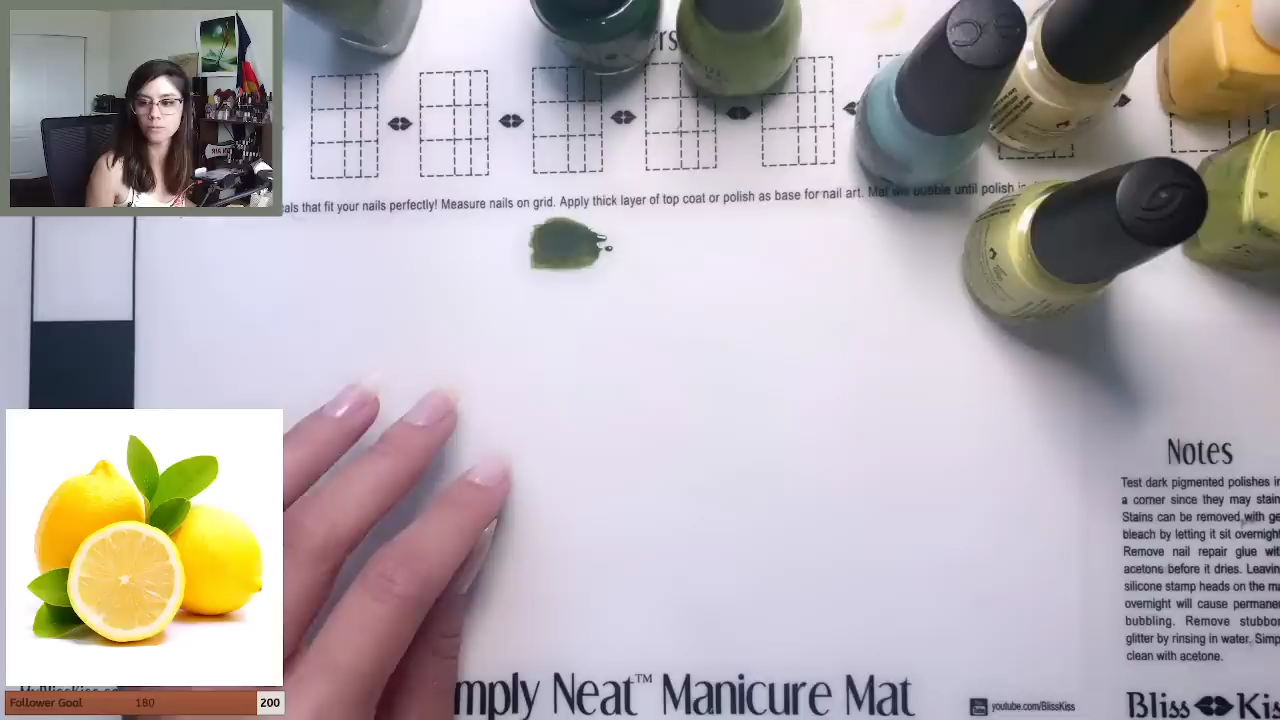 eals that fit your nails perfectly! Measure nails on grid. Apply thick layer of top coat or polish as base for nail art.
Notes
Test dark pigmented polishes in
a corner since they may stain
Stains can be removed with ge
bleach by letting it sit overnight
Remove nail repair glue wit
acetone before it dries. Leavin
silicone stamp heads on the ma
overnight will cause permane
bubbling. Remove stubbor
glitter by rinsing in water. Simp
clean with acetone.
mply Neat™ Manicure Mat
youtube.com/BlissKiss
Bliss Kis
Follower Goal 180 200